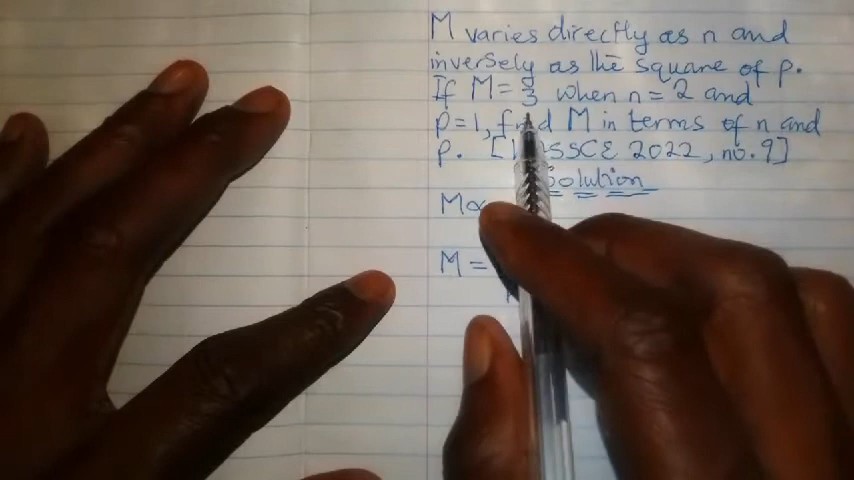 M varies directly as n and
inversely as the square of p.
If M = 8/3 when n = 2 and
p = 1, find M in terms of n and
p. [SSCE 2022, no. 9]
Solution
M∝
M =